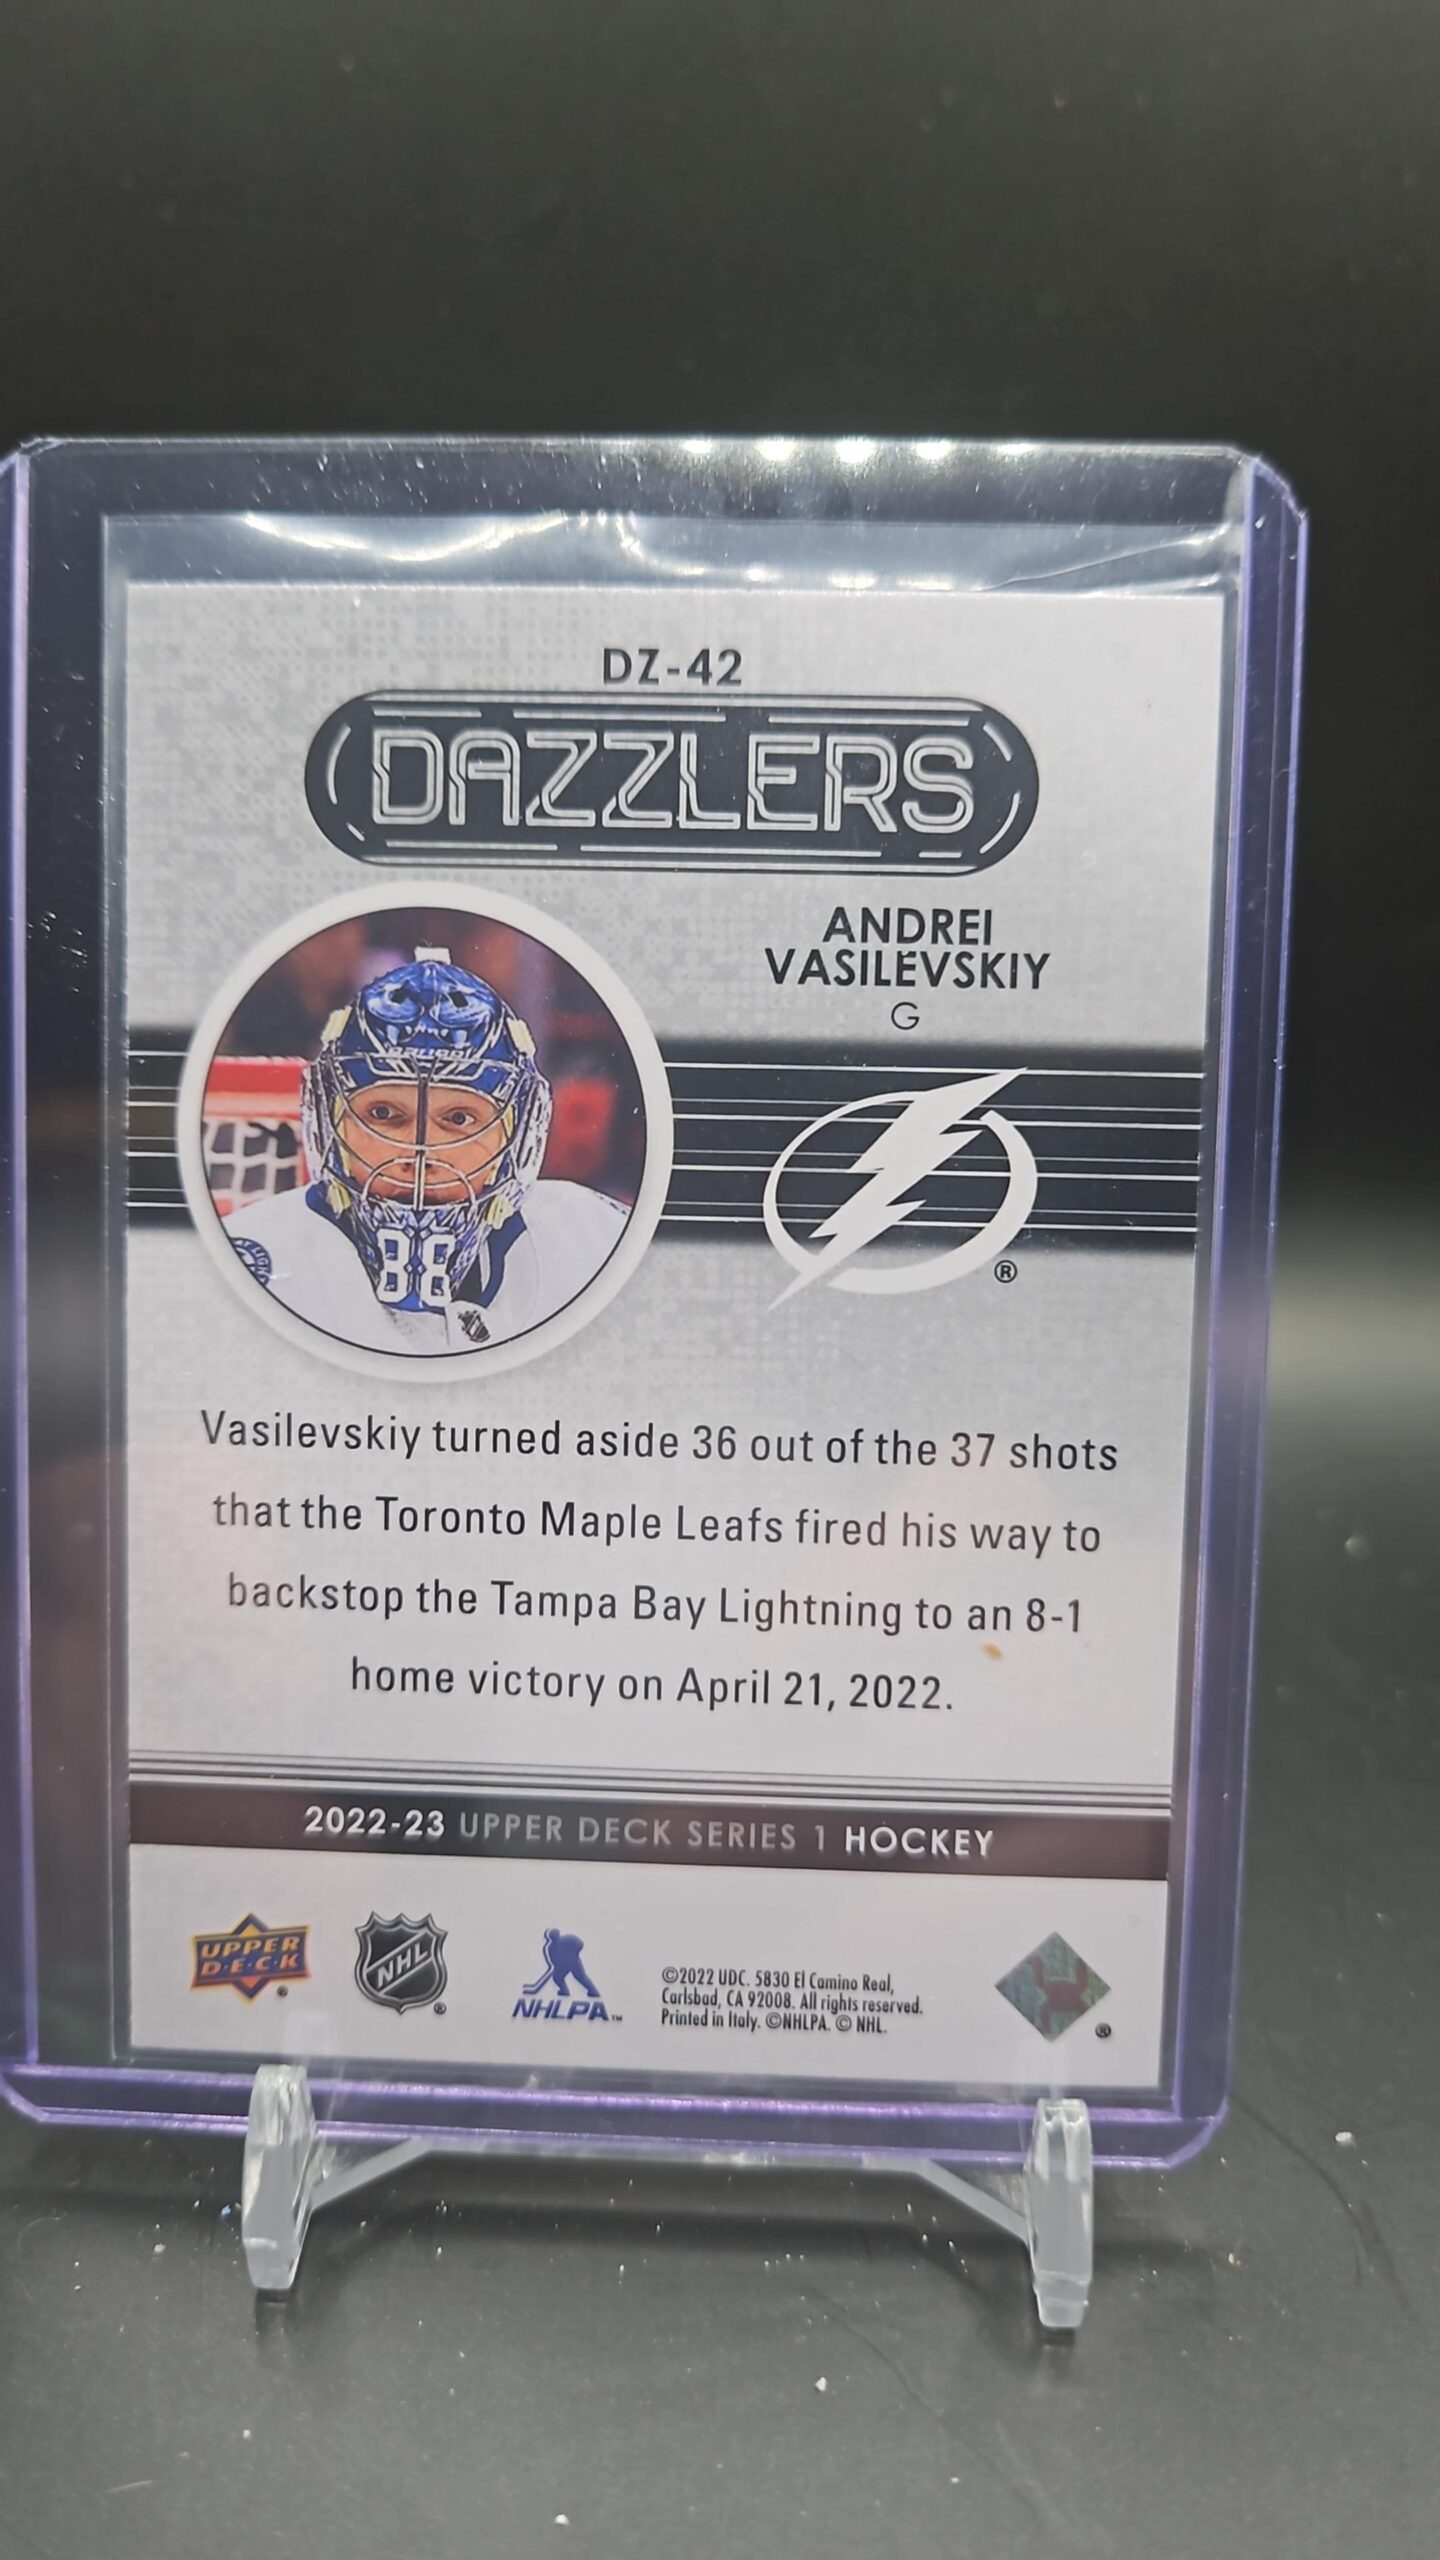 DZ-42
DAZZLERS
ANDREI
VASILEVSKIY
G
88
®
Vasilevskiy turned aside 36 out of the 37 shots
that the Toronto Maple Leafs fired his way to
backstop the Tampa Bay Lightning to an 8-1
home victory on April 21, 2022.
2022-23 UPPER DECK SERIES 1 HOCKEY
UPPER
D·E·C·K
®
NHL
®
NHLPA™
©2022 UDC. 5830 El Camino Real,
Carlsbad, CA 92008. All rights reserved.
Printed in Italy. ©NHLPA. © NHL.
®